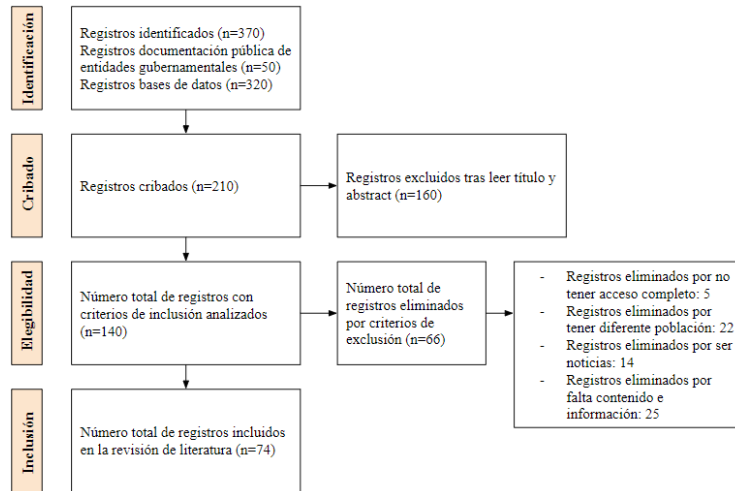 Identificación
Registros identificados (n=370)
Registros documentación pública de
entidades gubernamentales (n=50)
Registros bases de datos (n=320)
Cribado
Registros cribados (n=210)
Registros excluidos tras leer título y
abstract (n=160)
Elegibilidad
Número total de registros con
criterios de inclusión analizados
(n=140)
Número total de
registros eliminados
por criterios de
exclusión (n=66)
- Registros eliminados por no
tener acceso completo: 5
- Registros eliminados por
tener diferente población: 22
- Registros eliminados por ser
noticias: 14
- Registros eliminados por
falta contenido e
información: 25
Inclusión
Número total de registros incluidos
en la revisión de literatura (n=74)